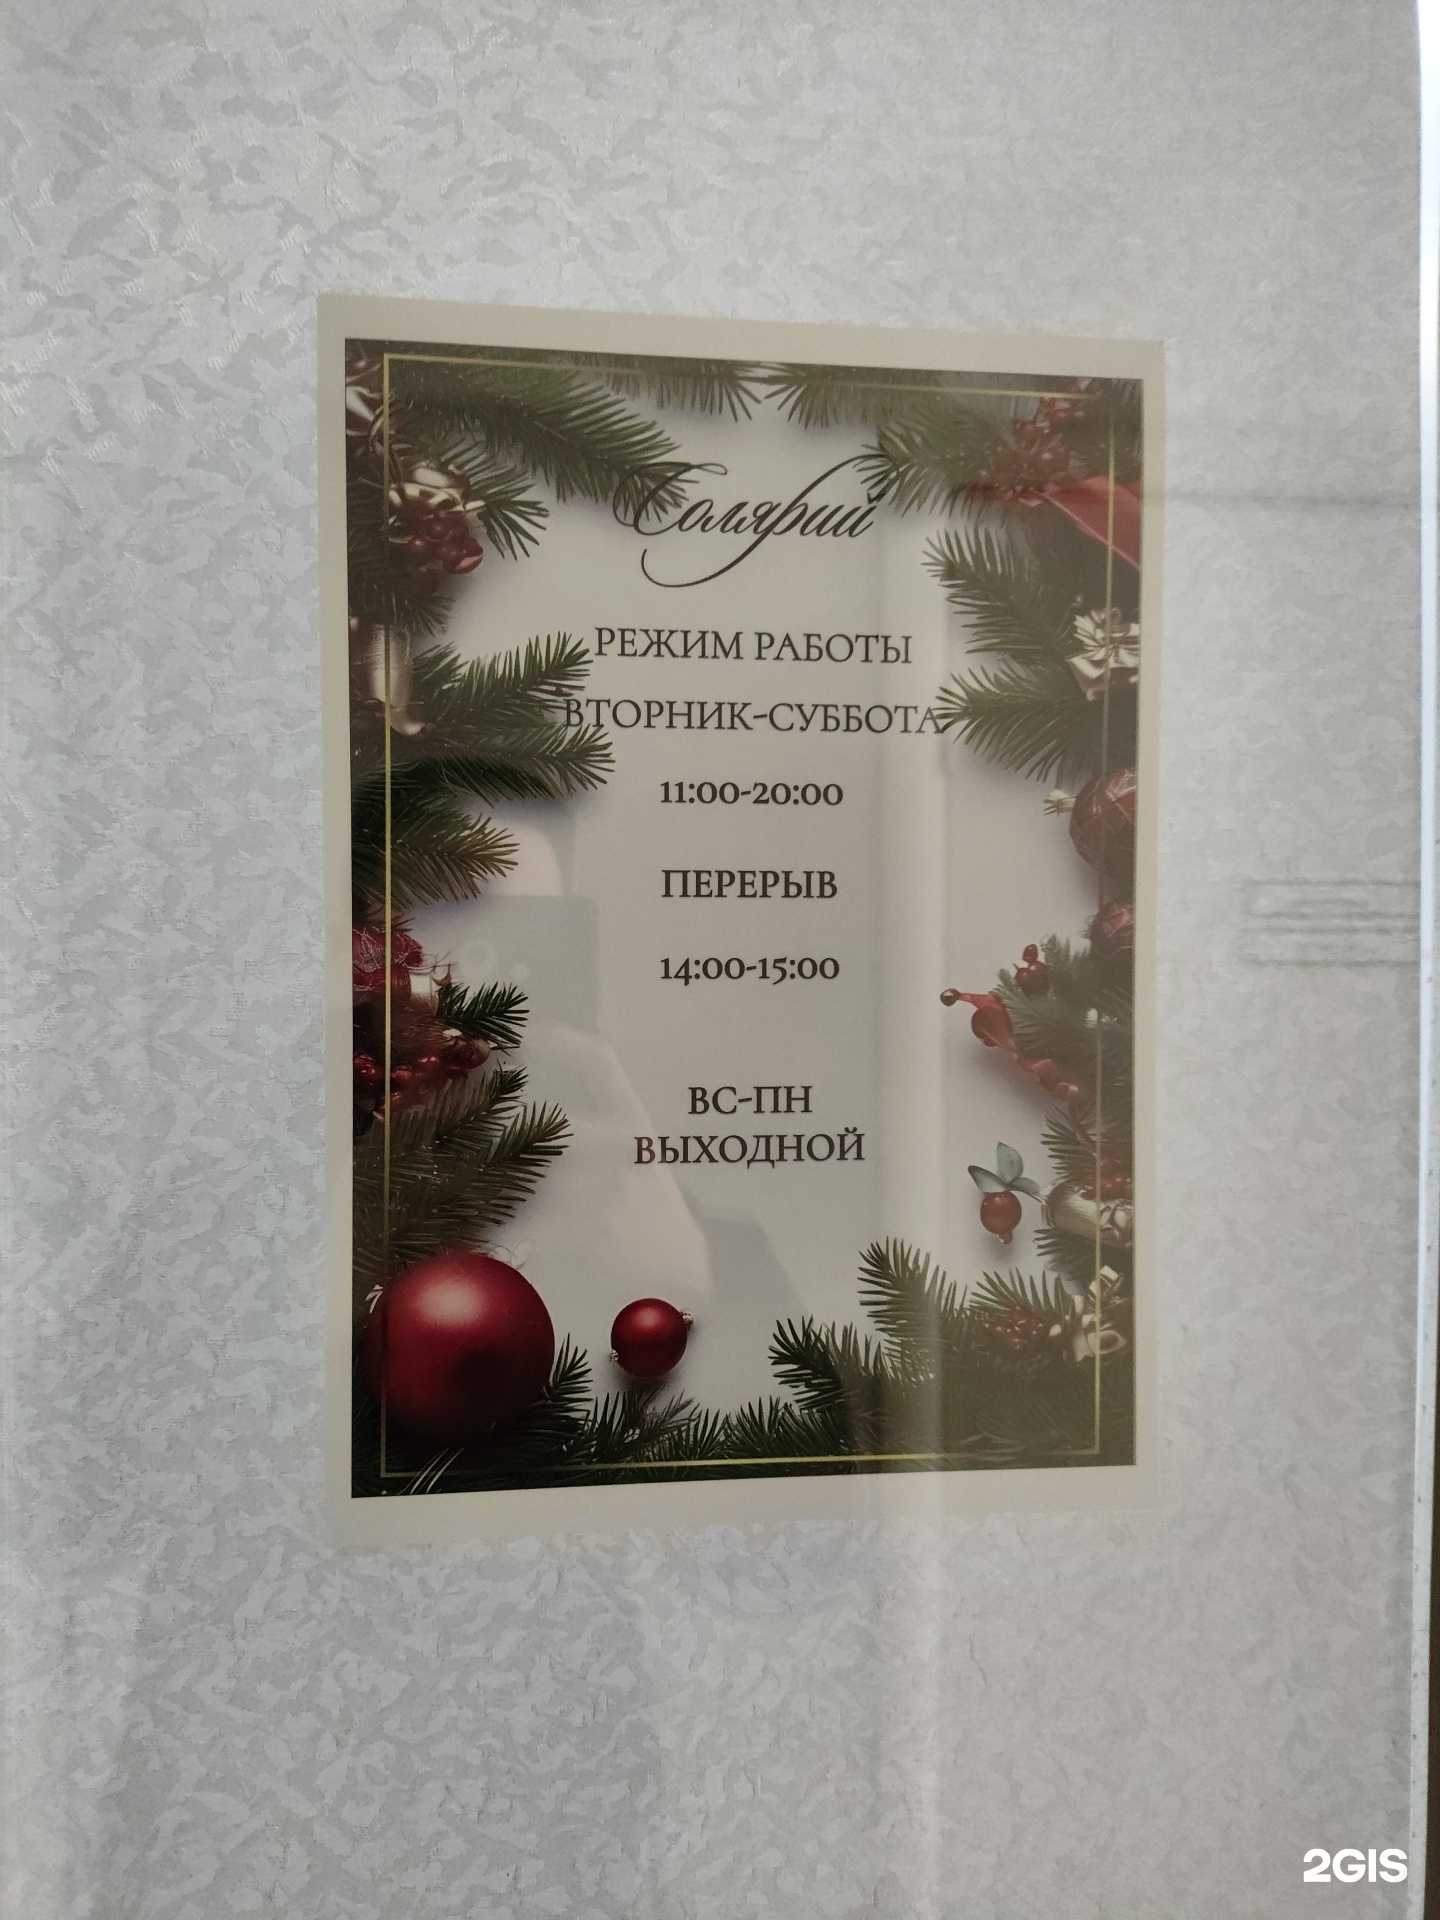 Солярий
РЕЖИМ РАБОТЫ
ВТОРНИК-СУББОТА
11:00-20:00
ПЕРЕРЫВ
14:00-15:00
ВС-ПН
ВЫХОДНОЙ
2GIS